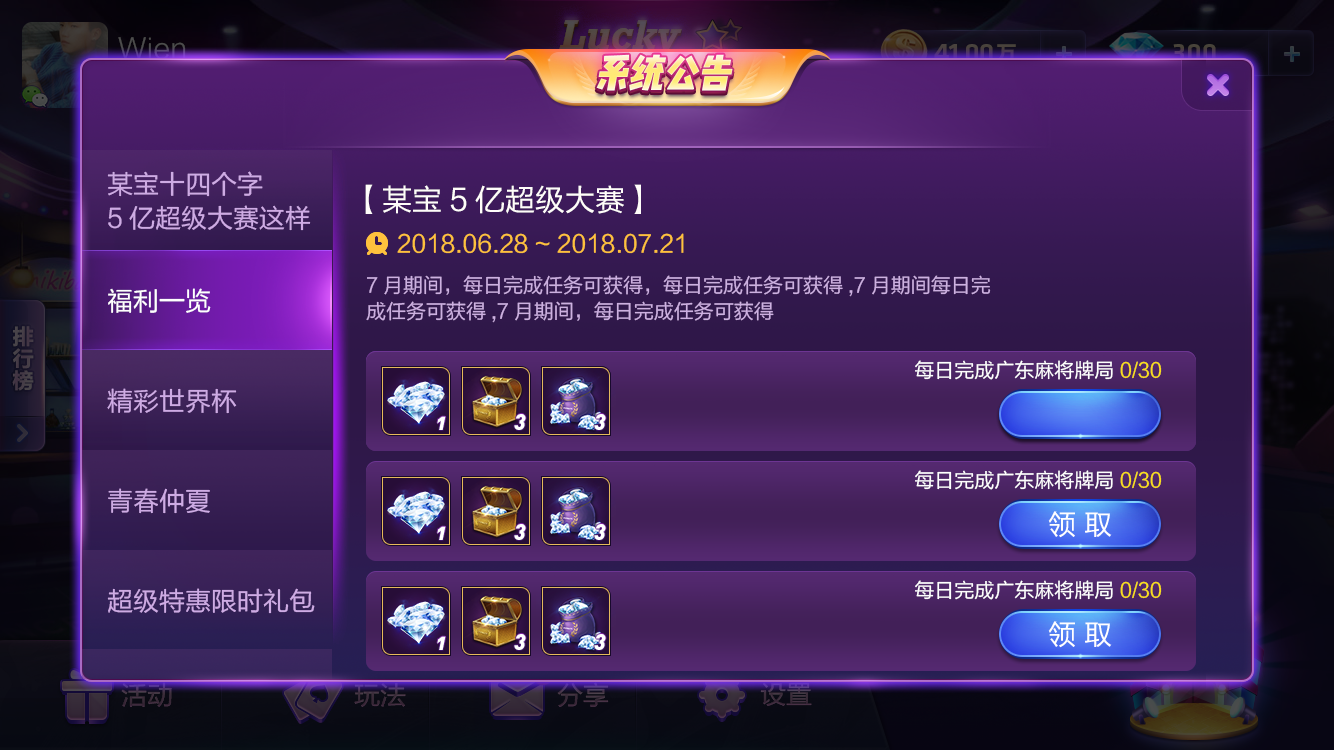 Wien
Lucky
4100万
300
系统公告
某宝十四个字
5 亿超级大赛这样
福利一览
精彩世界杯
青春仲夏
超级特惠限时礼包
【 某宝 5 亿超级大赛 】
2018.06.28 ~ 2018.07.21
7 月期间，每日完成任务可获得，每日完成任务可获得 ,7 月期间每日完
成任务可获得 ,7 月期间，每日完成任务可获得
每日完成广东麻将牌局 0/30
1
3
3
每日完成广东麻将牌局 0/30
1
3
3
领 取
每日完成广东麻将牌局 0/30
1
3
3
领 取
排行榜
活动
玩法
分享
设置